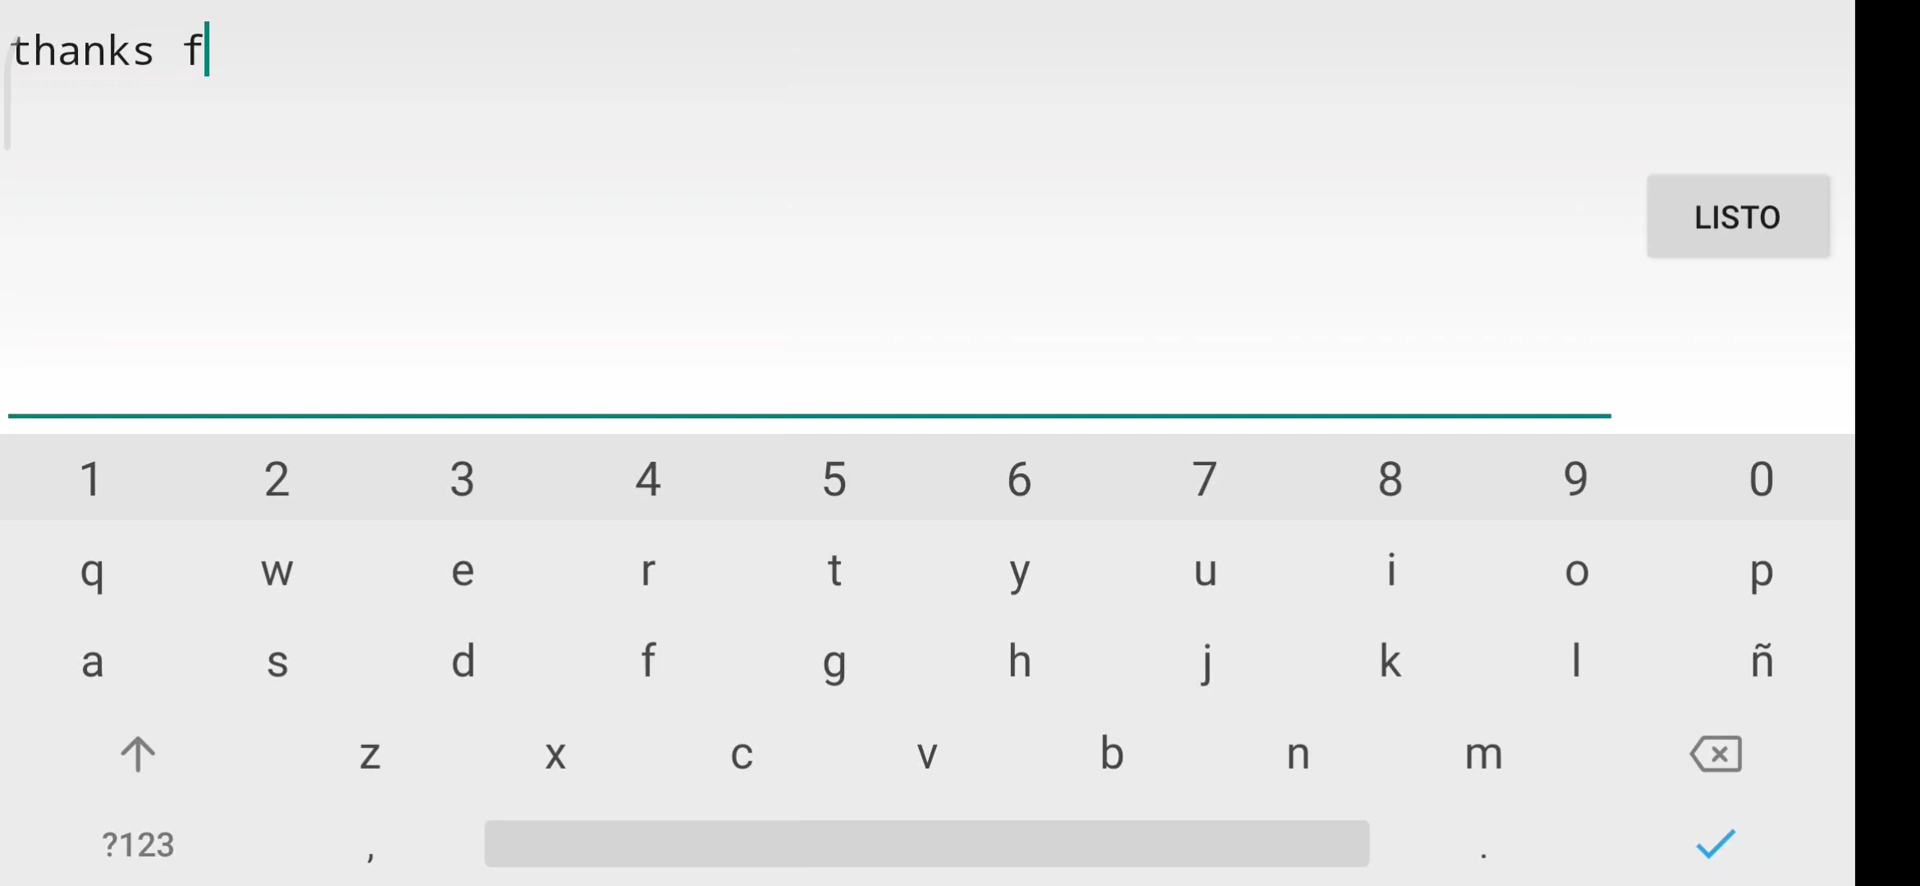 thanks f
LISTO
1 2 3 4 5 6 7 8 9 0
q w e r t y u i o p
a s d f g h j k l ñ
z x c v b n m
?123 , .